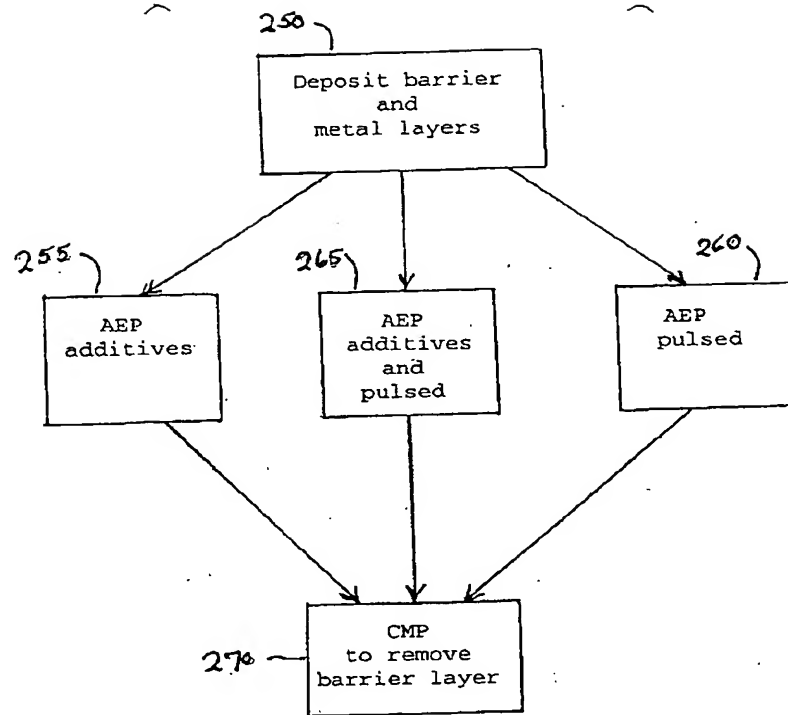 250
Deposit barrier
and
metal layers
255
265
260
AEP
additives
AEP
additives
and
pulsed
AEP
pulsed
270
CMP
to remove
barrier layer